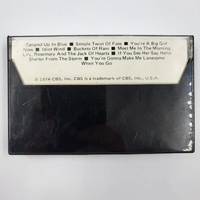 Tangled Up In Blue ■ Simple Twist Of Fate ■ You're A Big Girl
Now ■ Idiot Wind ■ Buckets Of Rain ■ Meet Me In The Morning
Lily, Rosemary And The Jack Of Hearts ■ If You See Her Say Hello
Shelter From The Storm ■ You're Gonna Make Me Lonesome
When You Go
© 1974 CBS, Inc. CBS is a trademark of CBS, Inc., U.S.A.